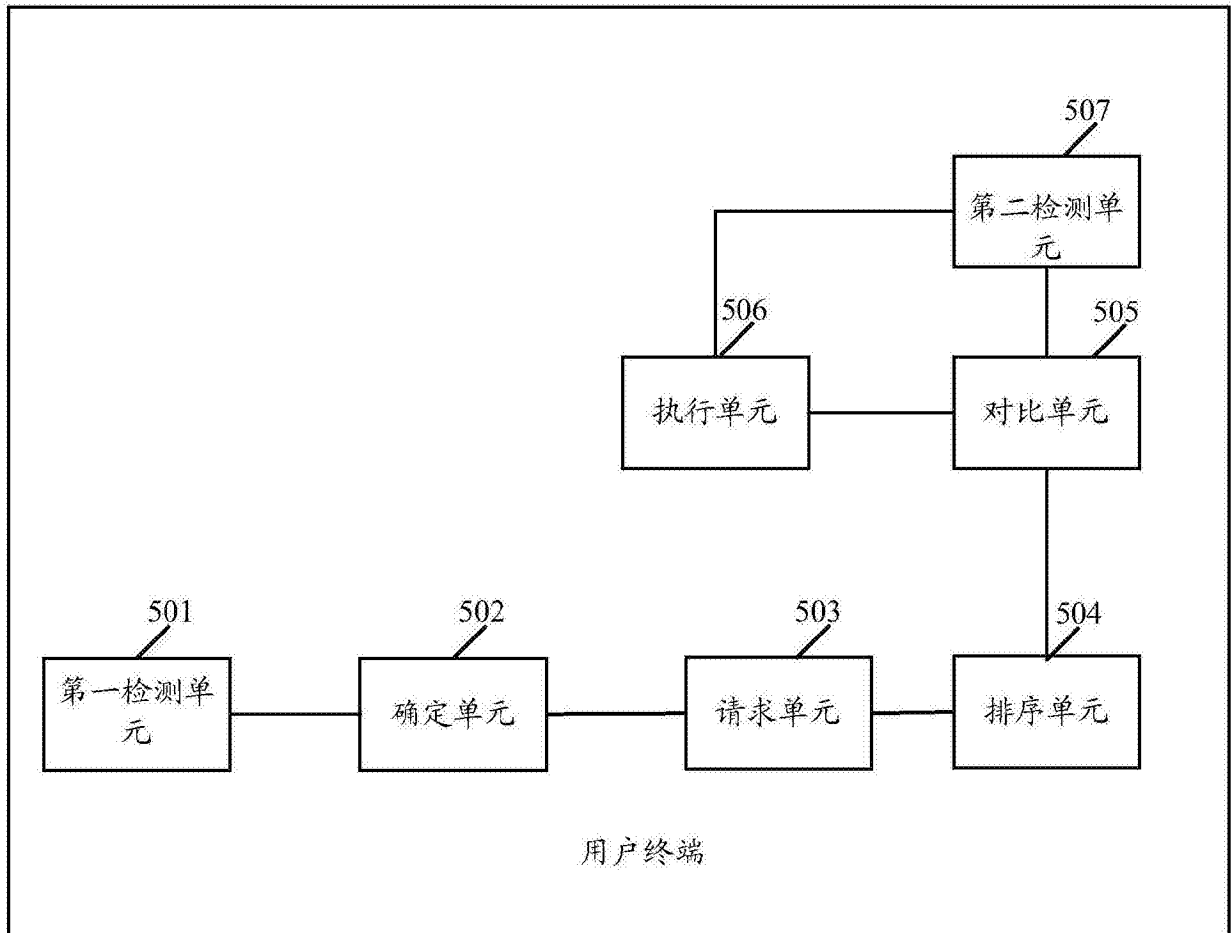 507
第二检测单
元
506
505
执行单元
对比单元
501
502
503
504
第一检测单
元
确定单元
请求单元
排序单元
用户终端